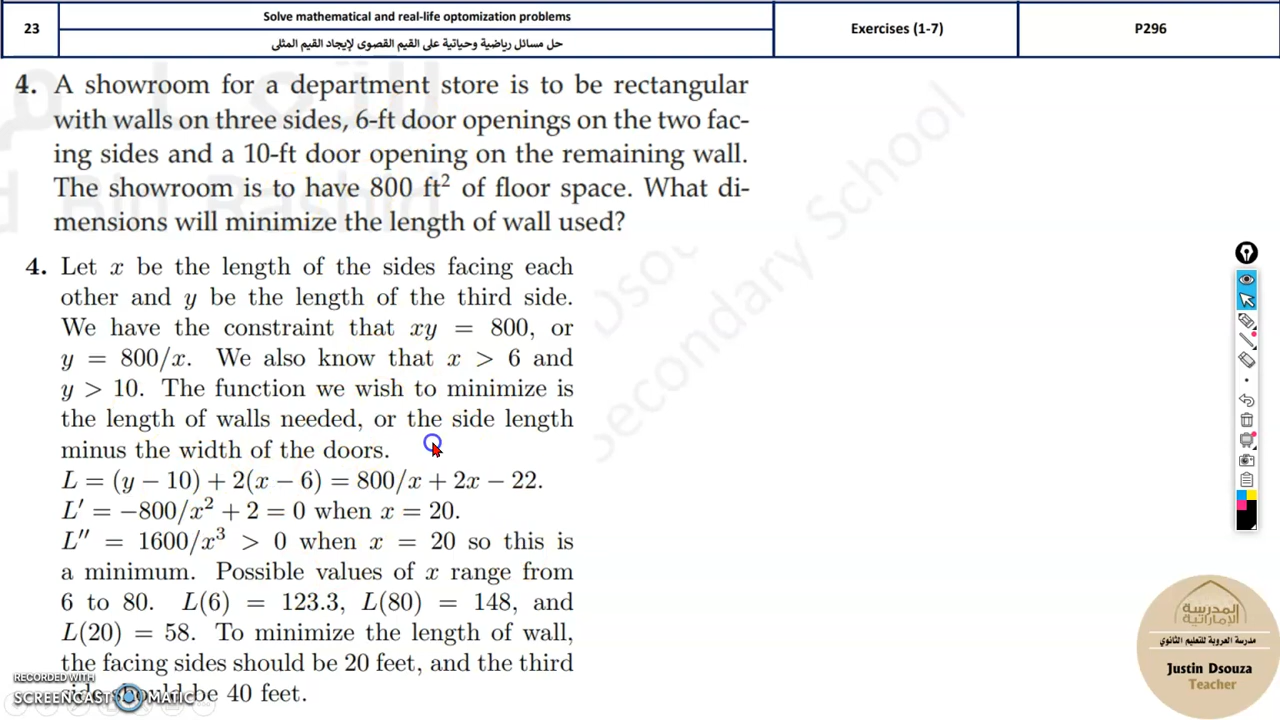 23
Solve mathematical and real-life optomization problems
حل مسائل رياضية وحياتية على القيم القصوى لإيجاد القيم المثلى
Exercises (1-7)
P296
4. A showroom for a department store is to be rectangular
with walls on three sides, 6-ft door openings on the two fac-
ing sides and a 10-ft door opening on the remaining wall.
The showroom is to have 800 ft² of floor space. What di-
mensions will minimize the length of wall used?
4. Let x be the length of the sides facing each
other and y be the length of the third side.
We have the constraint that xy = 800, or
y = 800/x. We also know that x > 6 and
y > 10. The function we wish to minimize is
the length of walls needed, or the side length
minus the width of the doors.
L = (y − 10) + 2(x − 6) = 800/x + 2x − 22.
L′ = −800/x² + 2 = 0 when x = 20.
L″ = 1600/x³ > 0 when x = 20 so this is
a minimum. Possible values of x range from
6 to 80. L(6) = 123.3, L(80) = 148, and
L(20) = 58. To minimize the length of wall,
the facing sides should be 20 feet, and the third
be 40 feet.
RECORDED WITH
SCREENCAST MATIC
Secondary School
المدرسة
الإماراتية
مدرسة العروبة للتعليم الثانوي
Justin Dsouza
Teacher